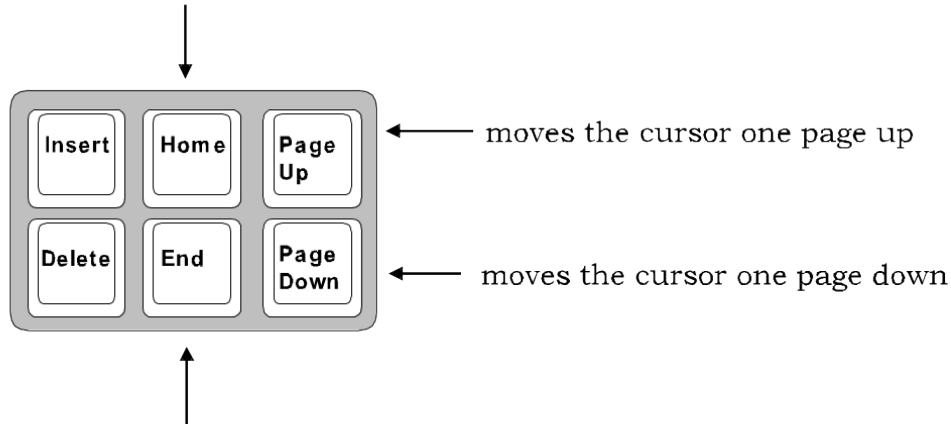 Insert
Home
Page
Up
moves the cursor one page up
Delete
End
Page
Down
moves the cursor one page down